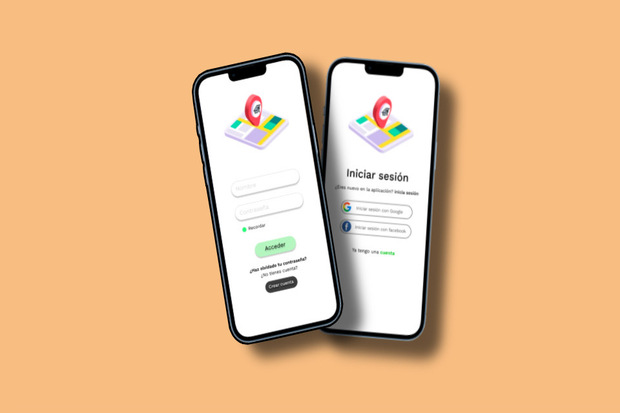 Nombre
Contraseña
Recordar
Acceder
¿Haz olvidado tu contraseña?
¿No tienes cuenta?
Crear cuenta
Iniciar sesión
¿Eres nuevo en la aplicación? Inicia sesión
Iniciar sesión con Google
Iniciar sesión con facebook
Ya tengo una cuenta